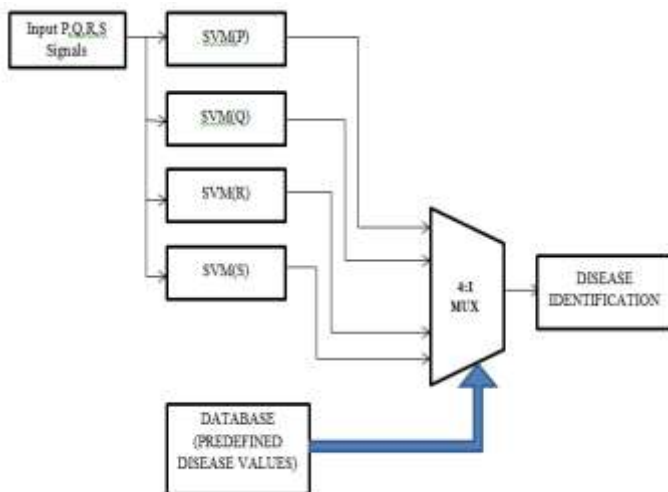 Input P,Q,R,S
Signals
SVM(P)
SVM(Q)
SVM(R)
SVM(S)
4:1
MUX
DISEASE
IDENTIFICATION
DATABASE
(PREDEFINED
DISEASE VALUES)